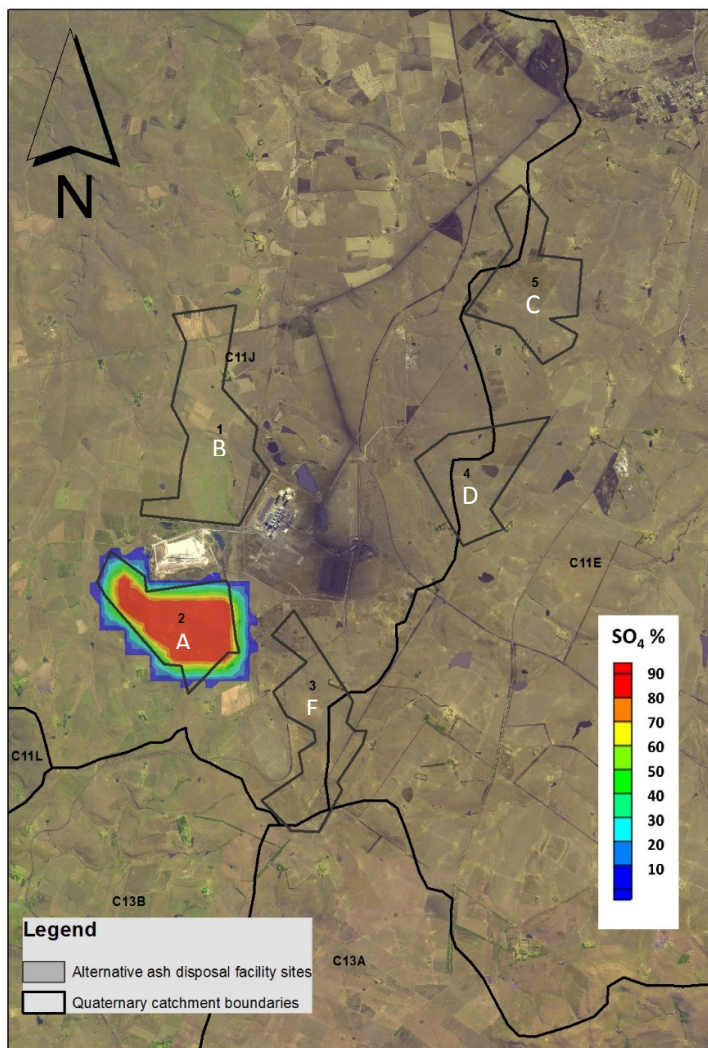 N
5
C
C11J
1
B
4
D
C11E
2
A
3
F
C11L
C13B
C13A
SO₄ %
90
80
70
60
50
40
30
20
10
Legend
Alternative ash disposal facility sites
Quaternary catchment boundaries